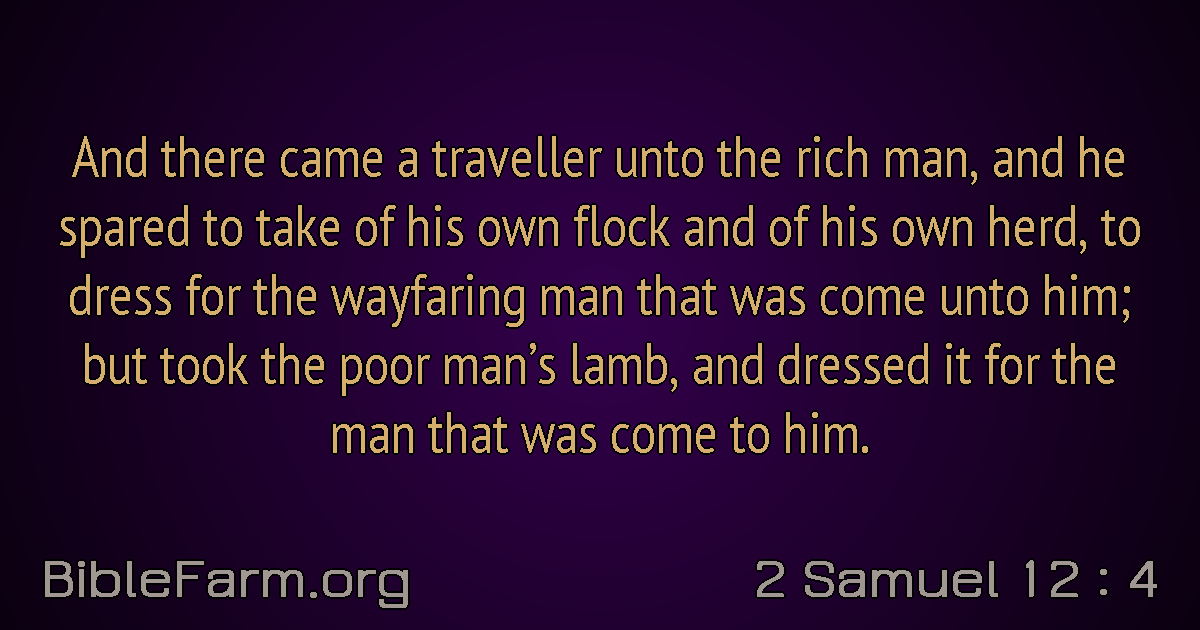 And there came a traveller unto the rich man, and he
spared to take of his own flock and of his own herd, to
dress for the wayfaring man that was come unto him;
but took the poor man’s lamb, and dressed it for the
man that was come to him.
BibleFarm.org
2 Samuel 12 : 4